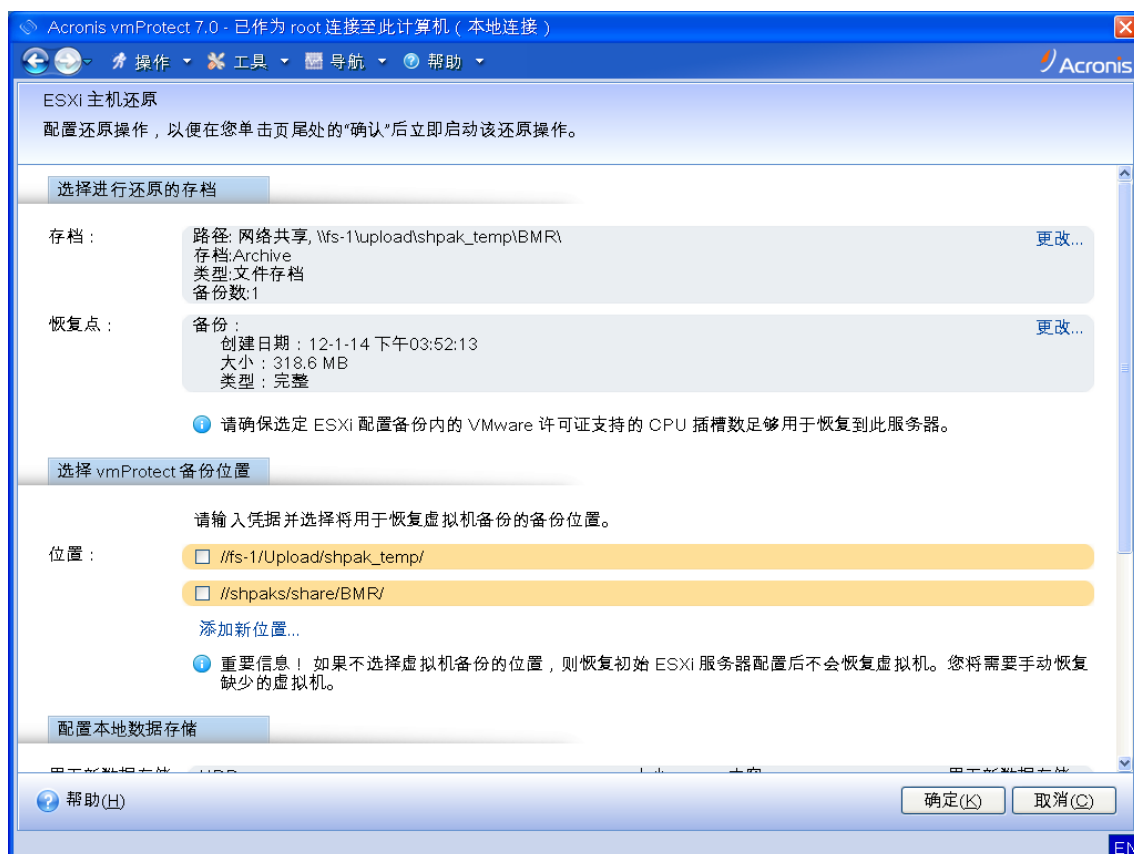 Acronis vmProtect 7.0 - 已作为 root 连接至此计算机（本地连接）
操作 工具 导航 帮助
Acronis
ESXi 主机还原
配置还原操作，以便在您单击页尾处的“确认”后立即启动该还原操作。
选择进行还原的存档
存档： 路径: 网络共享, \\fs-1\upload\shpak_temp\BMR\ 更改...
存档:Archive
类型:文件存档
备份数:1
恢复点： 备份： 更改...
创建日期：12-1-14 下午03:52:13
大小：318.6 MB
类型：完整
请确保选定 ESXi 配置备份内的 VMware 许可证支持的 CPU 插槽数足够用于恢复到此服务器。
选择 vmProtect 备份位置
请输入凭据并选择将用于恢复虚拟机备份的备份位置。
位置： //fs-1/Upload/shpak_temp/
//shpaks/share/BMR/
添加新位置...
重要信息！ 如果不选择虚拟机备份的位置，则恢复初始 ESXi 服务器配置后不会恢复虚拟机。您将需要手动恢复
缺少的虚拟机。
配置本地数据存储
帮助(H) 确定(K) 取消(C)
EN